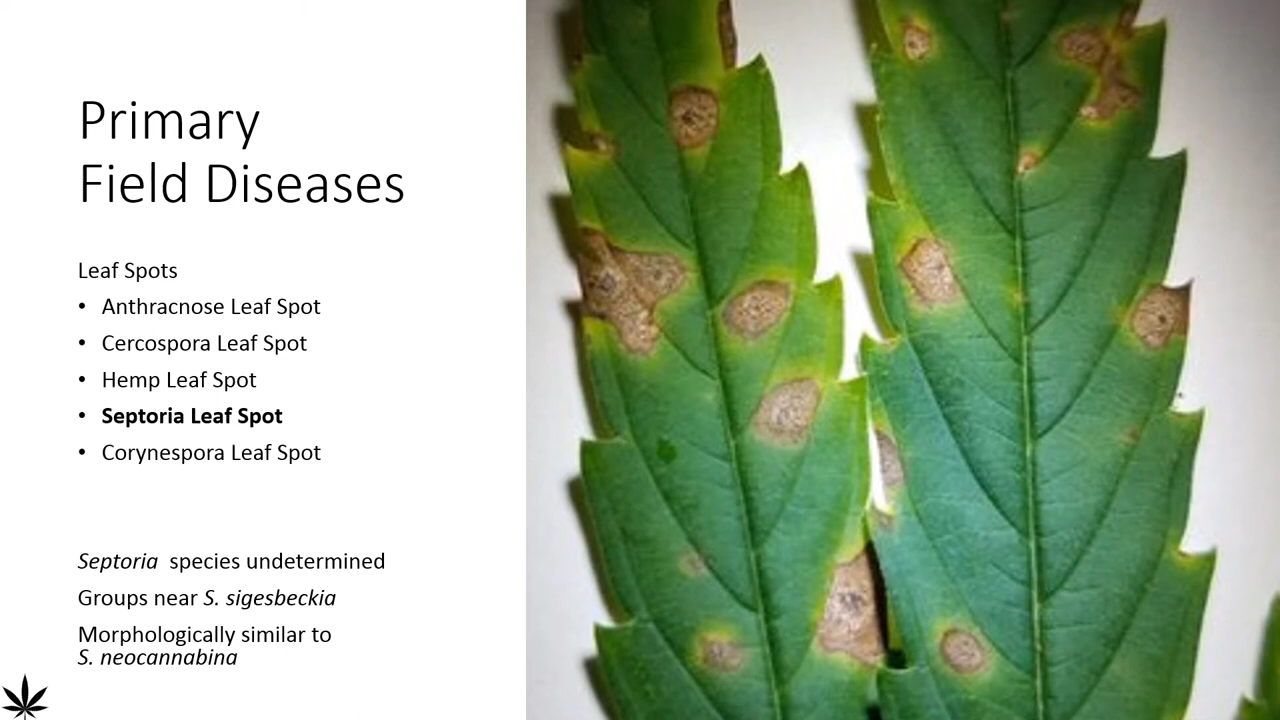 Primary
Field Diseases
Leaf Spots
• Anthracnose Leaf Spot
• Cercospora Leaf Spot
• Hemp Leaf Spot
• Septoria Leaf Spot
• Corynespora Leaf Spot
Septoria species undetermined
Groups near S. sigesbeckia
Morphologically similar to
S. neocannabina